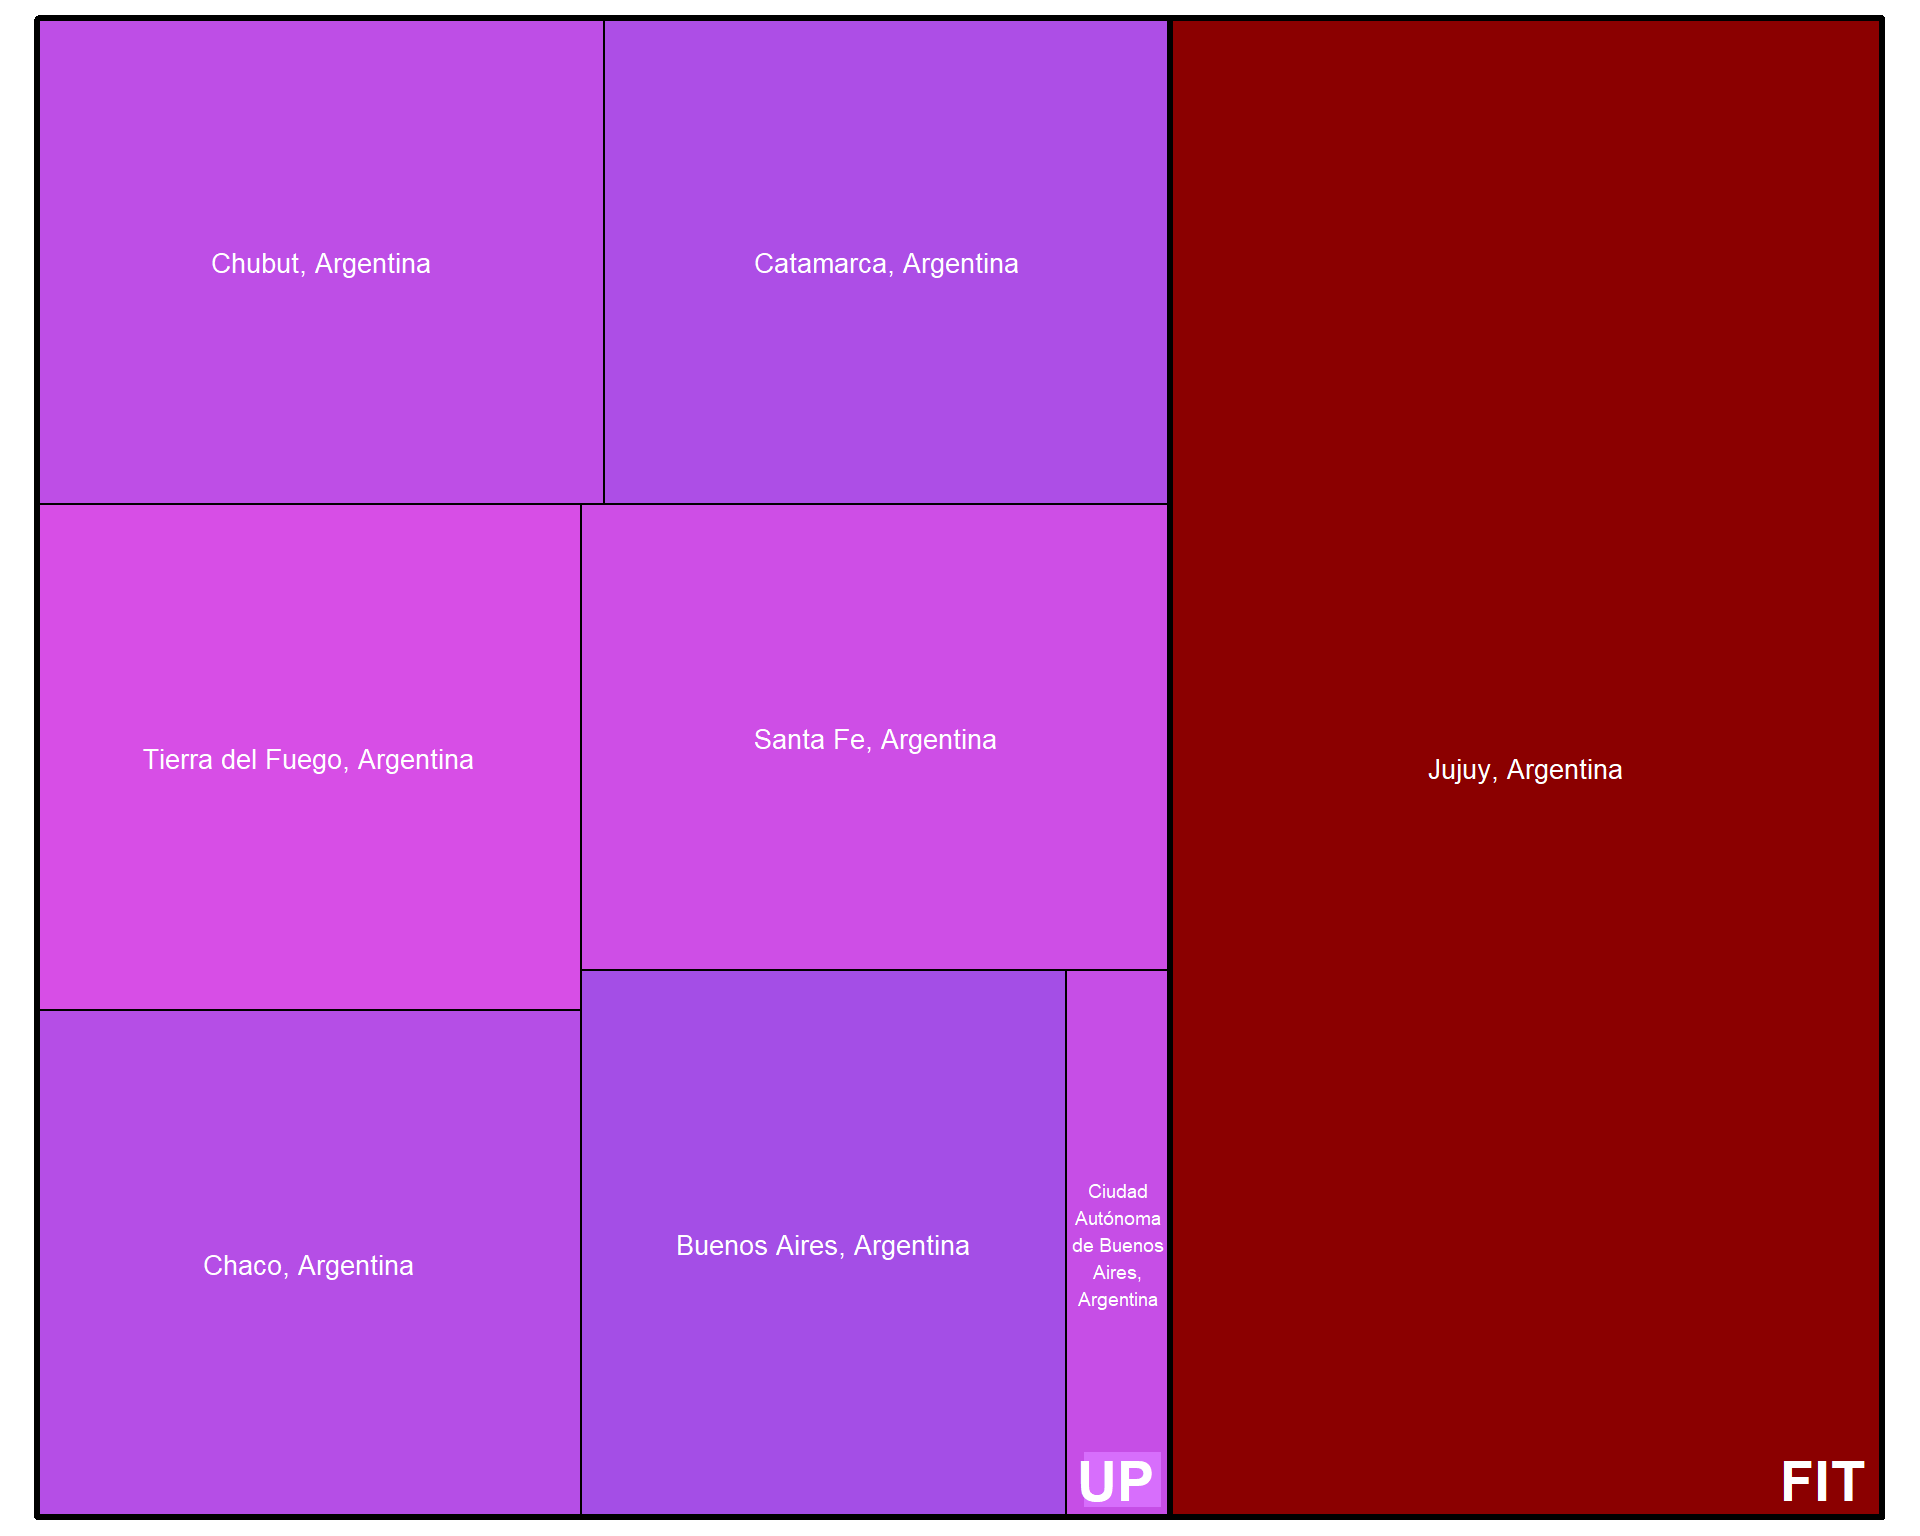 Chubut, Argentina
Catamarca, Argentina
Tierra del Fuego, Argentina
Santa Fe, Argentina
Jujuy, Argentina
Chaco, Argentina
Buenos Aires, Argentina
Ciudad
Autónoma
de Buenos
Aires,
Argentina
UP
FIT